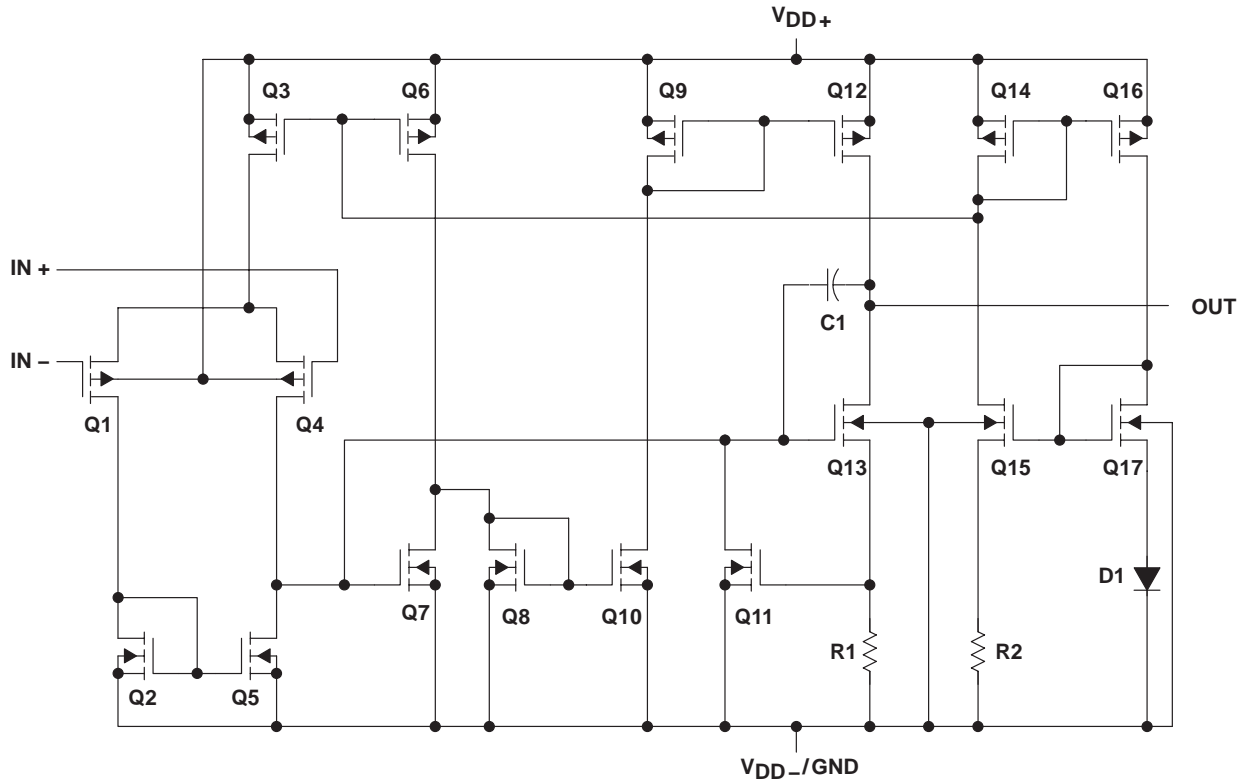 VDD+
Q3
Q6
Q9
Q12
Q14
Q16
IN +
C1
OUT
IN −
Q1
Q4
Q13
Q15
Q17
Q7
Q8
Q10
Q11
D1
R1
R2
Q2
Q5
VDD−/GND